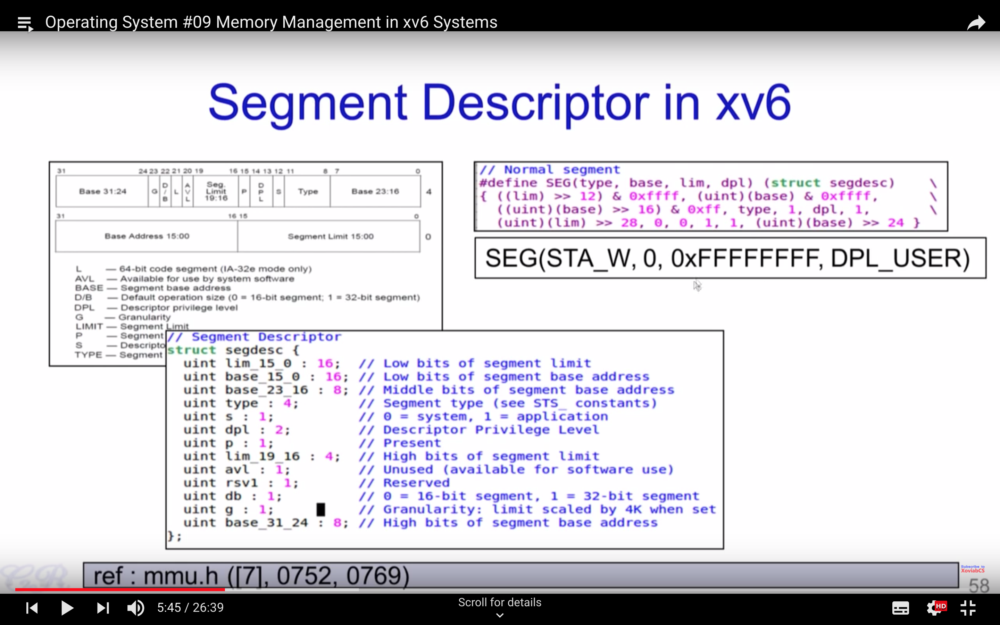 Operating System #09 Memory Management in xv6 Systems
Segment Descriptor in xv6
31 24 23 22 21 20 19 16 15 14 13 12 11 8 7 0
Base 31:24 G D/B L AVL Seg. Limit 19:16 P DPL S Type Base 23:16 4
31 16 15 0
Base Address 15:00 Segment Limit 15:00 0
L — 64-bit code segment (IA-32e mode only)
AVL — Available for use by system software
BASE — Segment base address
D/B — Default operation size (0 = 16-bit segment; 1 = 32-bit segment)
DPL — Descriptor privilege level
G — Granularity
LIMIT — Segment Limit
P — Segment
S — Descripto
TYPE — Segment
// Normal segment
#define SEG(type, base, lim, dpl) (struct segdesc) \
{ ((lim) >> 12) & 0xffff, (uint)(base) & 0xffff, \
((uint)(base) >> 16) & 0xff, type, 1, dpl, 1, \
(uint)(lim) >> 28, 0, 0, 1, 1, (uint)(base) >> 24 }
SEG(STA_W, 0, 0xFFFFFFFF, DPL_USER)
// Segment Descriptor
struct segdesc {
uint lim_15_0 : 16; // Low bits of segment limit
uint base_15_0 : 16; // Low bits of segment base address
uint base_23_16 : 8; // Middle bits of segment base address
uint type : 4; // Segment type (see STS_ constants)
uint s : 1; // 0 = system, 1 = application
uint dpl : 2; // Descriptor Privilege Level
uint p : 1; // Present
uint lim_19_16 : 4; // High bits of segment limit
uint avl : 1; // Unused (available for software use)
uint rsv1 : 1; // Reserved
uint db : 1; // 0 = 16-bit segment, 1 = 32-bit segment
uint g : 1; // Granularity: limit scaled by 4K when set
uint base_31_24 : 8; // High bits of segment base address
};
ref : mmu.h ([7], 0752, 0769)
Subscribe to
XoviabCS
58
5:45 / 26:39
Scroll for details
HD